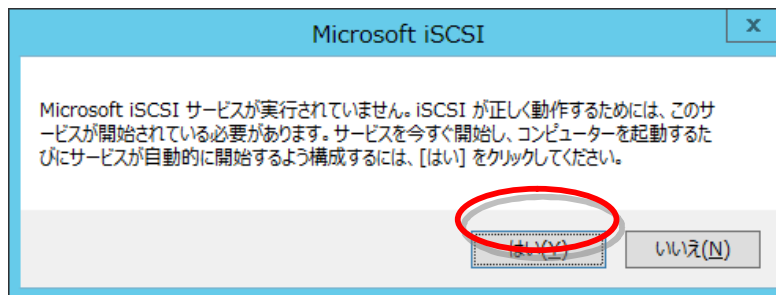 Microsoft iSCSI
x
Microsoft iSCSI サービスが実行されていません。iSCSI が正しく動作するためには、このサ
ービスが開始されている必要があります。サービスを今すぐ開始し、コンピューターを起動するた
びにサービスが自動的に開始するよう構成するには、[はい] をクリックしてください。
はい(Y)
いいえ(N)